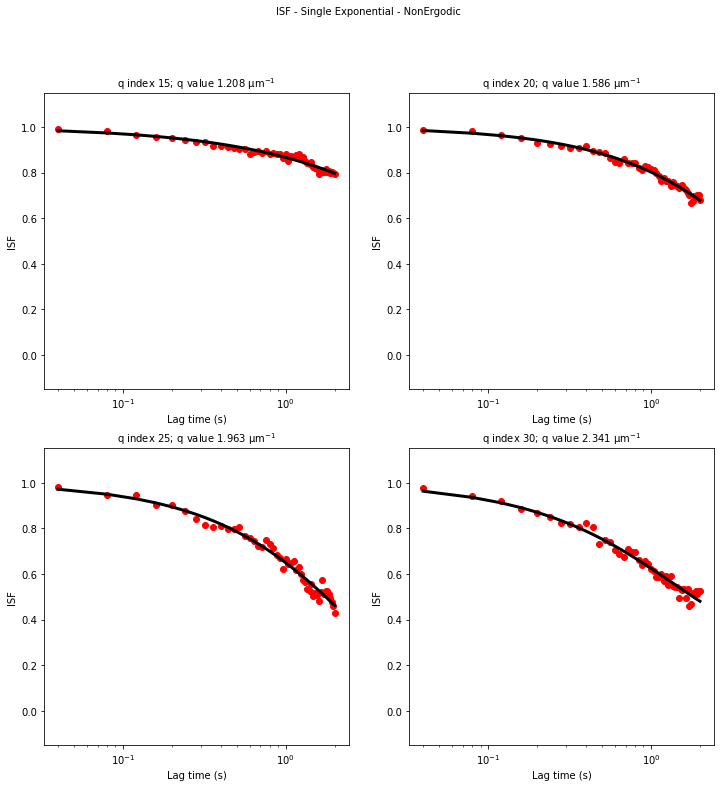 ISF - Single Exponential - NonErgodic
q index 15; q value 1.208 μm⁻¹
q index 20; q value 1.586 μm⁻¹
1.0
0.8
0.6
0.4
0.2
0.0
ISF
10⁻¹
10⁰
Lag time (s)
1.0
0.8
0.6
0.4
0.2
0.0
ISF
10⁻¹
10⁰
Lag time (s)
q index 25; q value 1.963 μm⁻¹
q index 30; q value 2.341 μm⁻¹
1.0
0.8
0.6
0.4
0.2
0.0
ISF
10⁻¹
10⁰
Lag time (s)
1.0
0.8
0.6
0.4
0.2
0.0
ISF
10⁻¹
10⁰
Lag time (s)